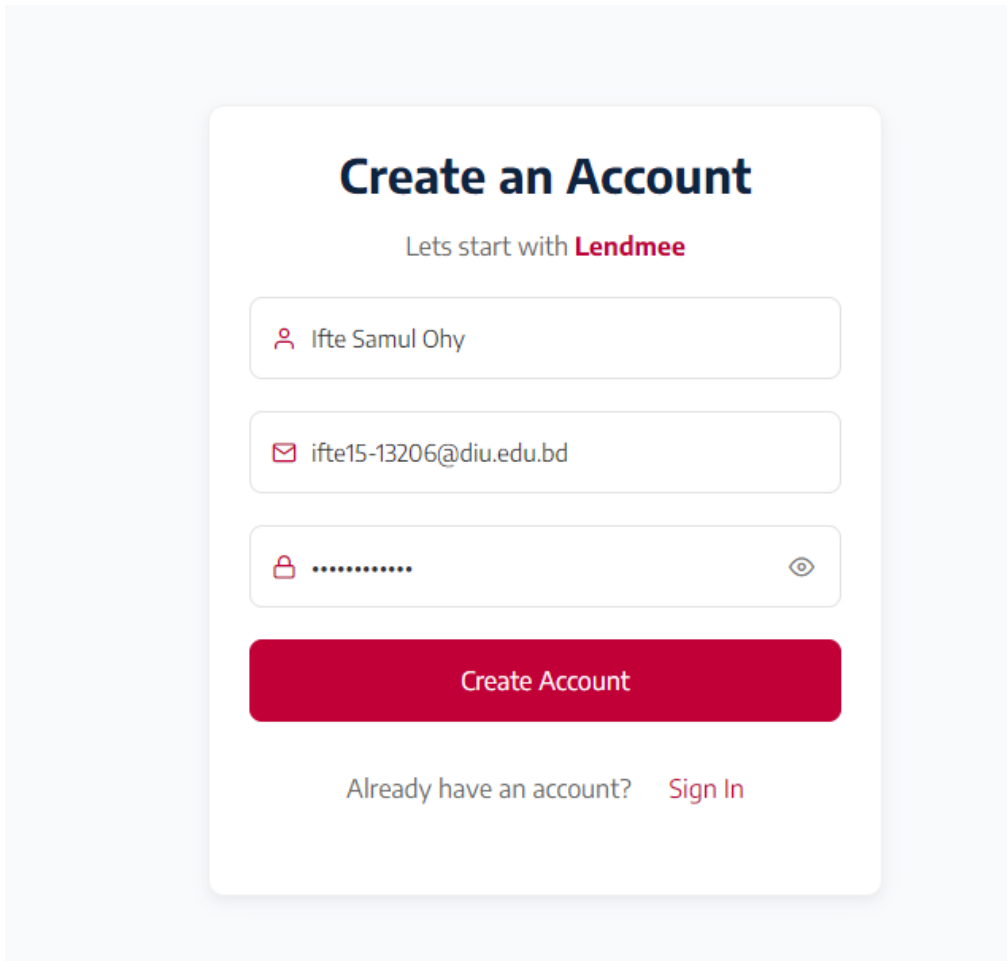 Create an Account
Lets start with Lendmee
Ifte Samul Ohy
ifte15-13206@diu.edu.bd
••••••••••••
Create Account
Already have an account? Sign In